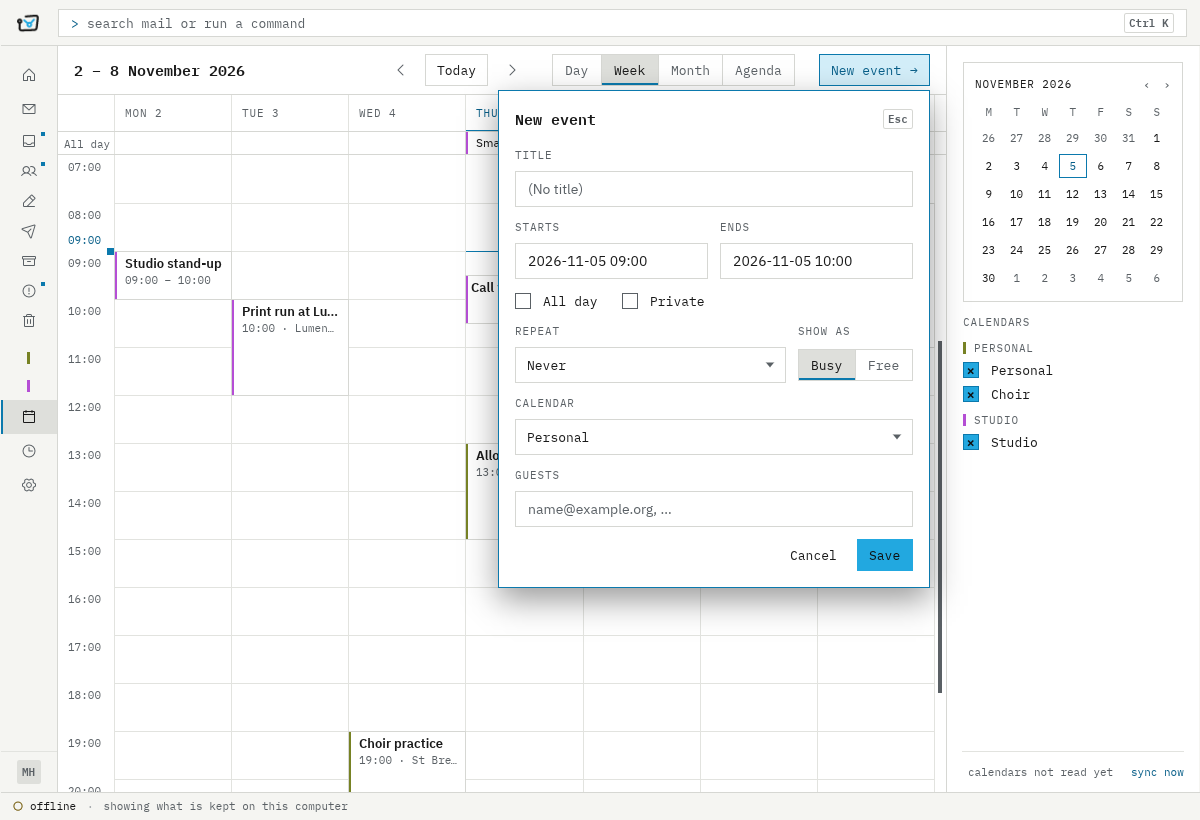 > search mail or run a command Ctrl K
2 – 8 November 2026 Today Day Week Month Agenda New event →
MON 2 TUE 3 WED 4 THU
All day Sma
07:00
08:00
09:00
09:00
10:00
11:00
12:00
13:00
14:00
15:00
16:00
17:00
18:00
19:00
20:00
Studio stand-up
09:00 – 10:00
Print run at Lu…
10:00 · Lumen…
Call
Allo
13:0
Choir practice
19:00 · St Bre…
New event Esc
TITLE
(No title)
STARTS ENDS
2026-11-05 09:00 2026-11-05 10:00
All day Private
REPEAT SHOW AS
Never Busy Free
CALENDAR
Personal
GUESTS
name@example.org, ...
Cancel Save
NOVEMBER 2026 ‹ ›
M T W T F S S
26 27 28 29 30 31 1
2 3 4 5 6 7 8
9 10 11 12 13 14 15
16 17 18 19 20 21 22
23 24 25 26 27 28 29
30 1 2 3 4 5 6
CALENDARS
PERSONAL
Personal
Choir
STUDIO
Studio
calendars not read yet sync now
MH
offline · showing what is kept on this computer